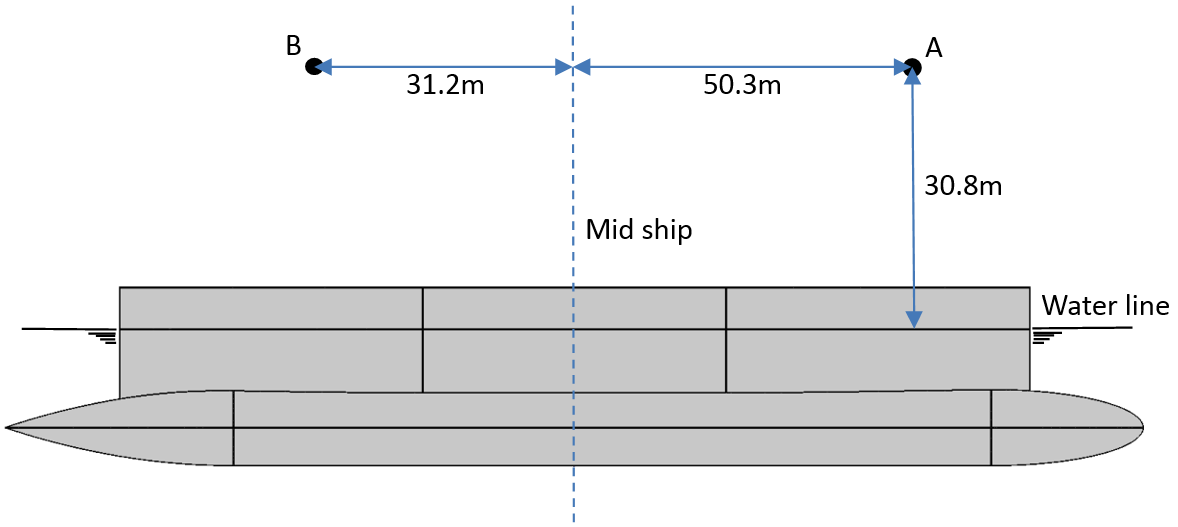 B
A
31.2m
50.3m
30.8m
Mid ship
Water line